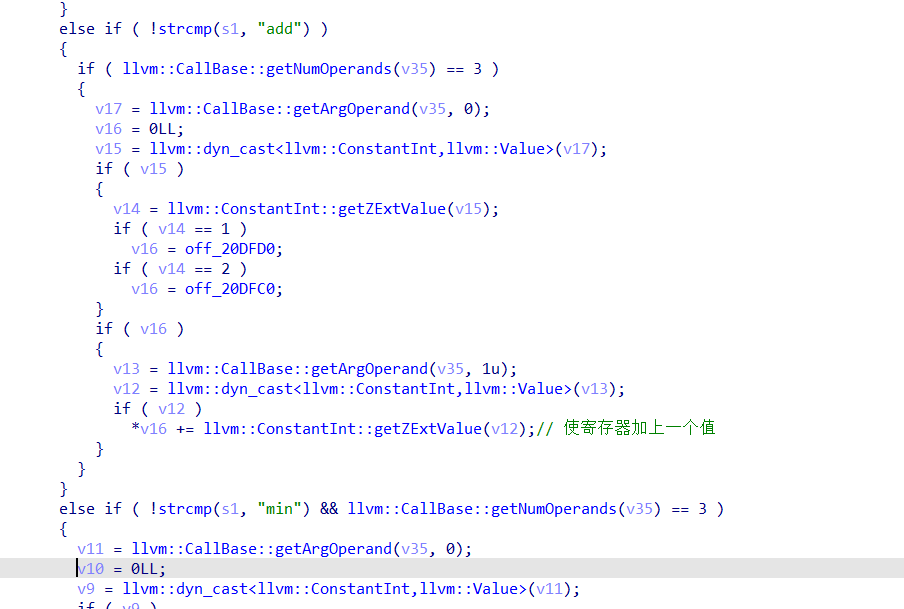 }
else if ( !strcmp(s1, "add") )
{
if ( llvm::CallBase::getNumOperands(v35) == 3 )
{
v17 = llvm::CallBase::getArgOperand(v35, 0);
v16 = 0LL;
v15 = llvm::dyn_cast<llvm::ConstantInt,llvm::Value>(v17);
if ( v15 )
{
v14 = llvm::ConstantInt::getZExtValue(v15);
if ( v14 == 1 )
v16 = off_20DFD0;
if ( v14 == 2 )
v16 = off_20DFC0;
}
if ( v16 )
{
v13 = llvm::CallBase::getArgOperand(v35, 1u);
v12 = llvm::dyn_cast<llvm::ConstantInt,llvm::Value>(v13);
if ( v12 )
*v16 += llvm::ConstantInt::getZExtValue(v12);// 使寄存器加上一个值
}
}
}
else if ( !strcmp(s1, "min") && llvm::CallBase::getNumOperands(v35) == 3 )
{
v11 = llvm::CallBase::getArgOperand(v35, 0);
v10 = 0LL;
v9 = llvm::dyn_cast<llvm::ConstantInt,llvm::Value>(v11);
if ( v9 )